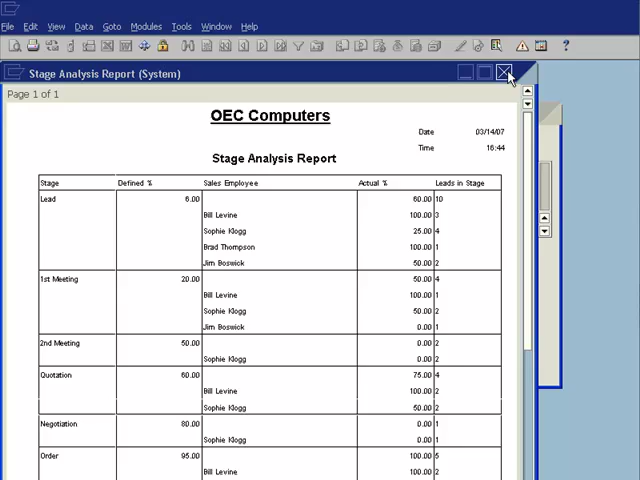 File Edit View Data Goto Modules Tools Window Help
Stage Analysis Report (System)
Page 1 of 1
OEC Computers
Date 03/14/07
Time 16:44
Stage Analysis Report
Stage Defined % Sales Employee Actual % Leads in Stage
Lead 6.00 60.00 10
Bill Levine 100.00 3
Sophie Klogg 25.00 4
Brad Thompson 100.00 1
Jim Boswick 50.00 2
1st Meeting 20.00 50.00 4
Bill Levine 100.00 1
Sophie Klogg 50.00 2
Jim Boswick 0.00 1
2nd Meeting 50.00 0.00 2
Sophie Klogg 0.00 2
Quotation 60.00 75.00 4
Bill Levine 100.00 2
Sophie Klogg 50.00 2
Negotiation 80.00 0.00 1
Sophie Klogg 0.00 1
Order 95.00 100.00 5
Bill Levine 100.00 2